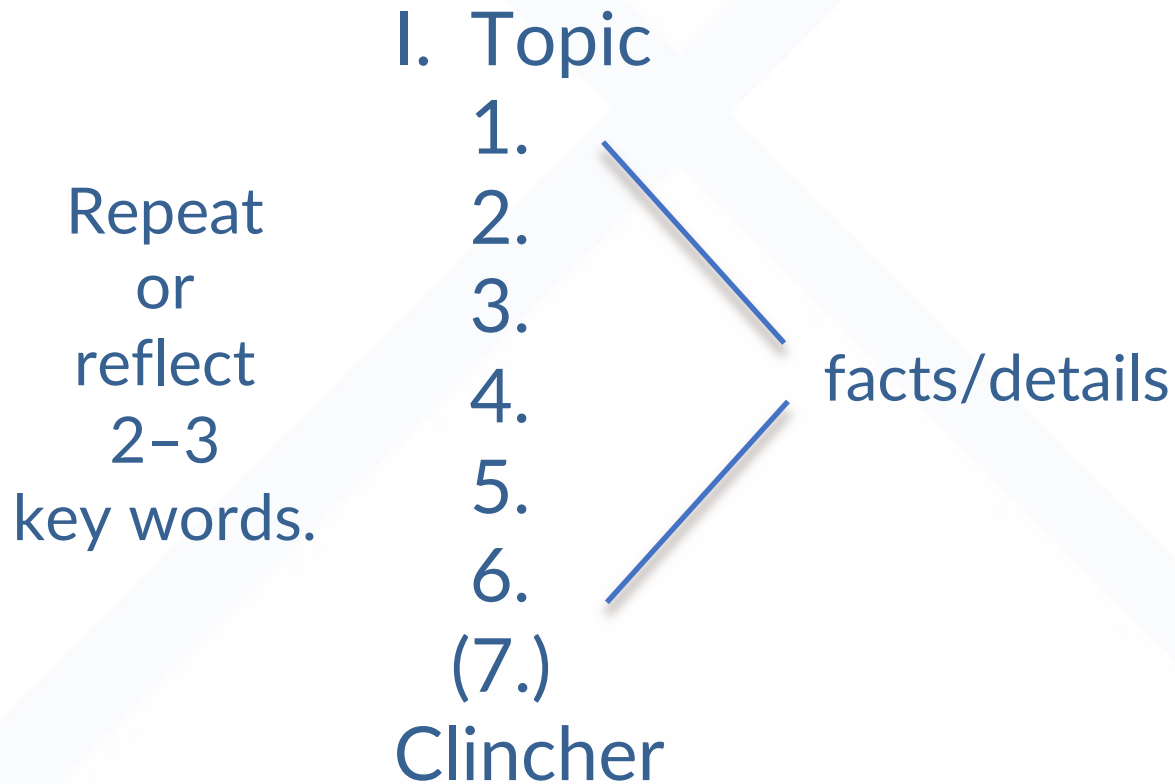 I. Topic
1.
2.
3.
4.
5.
6.
(7.)
Clincher
Repeat
or
reflect
2–3
key words.
facts/details